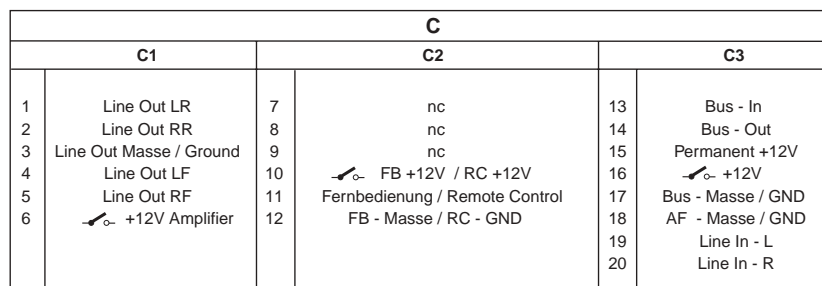 C
C1 C2 C3
1 Line Out LR 7 nc 13 Bus - In
2 Line Out RR 8 nc 14 Bus - Out
3 Line Out Masse / Ground 9 nc 15 Permanent +12V
4 Line Out LF 10 FB +12V / RC +12V 16 +12V
5 Line Out RF 11 Fernbedienung / Remote Control 17 Bus - Masse / GND
6 +12V Amplifier 12 FB - Masse / RC - GND 18 AF - Masse / GND
19 Line In - L
20 Line In - R